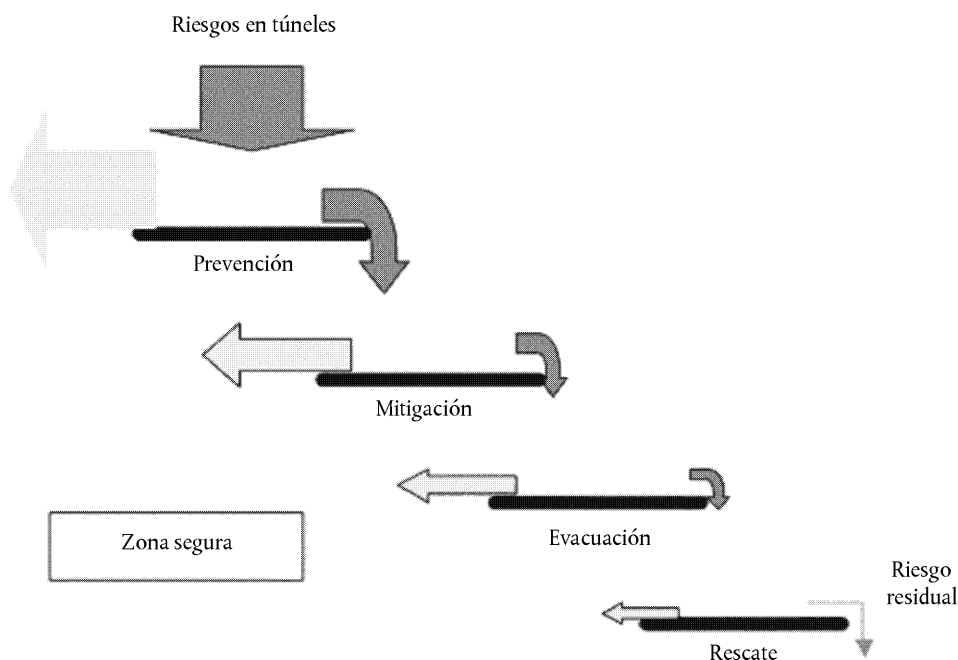 Riesgos en túneles
Prevención
Mitigación
Evacuación
Zona segura
Riesgo
residual
Rescate